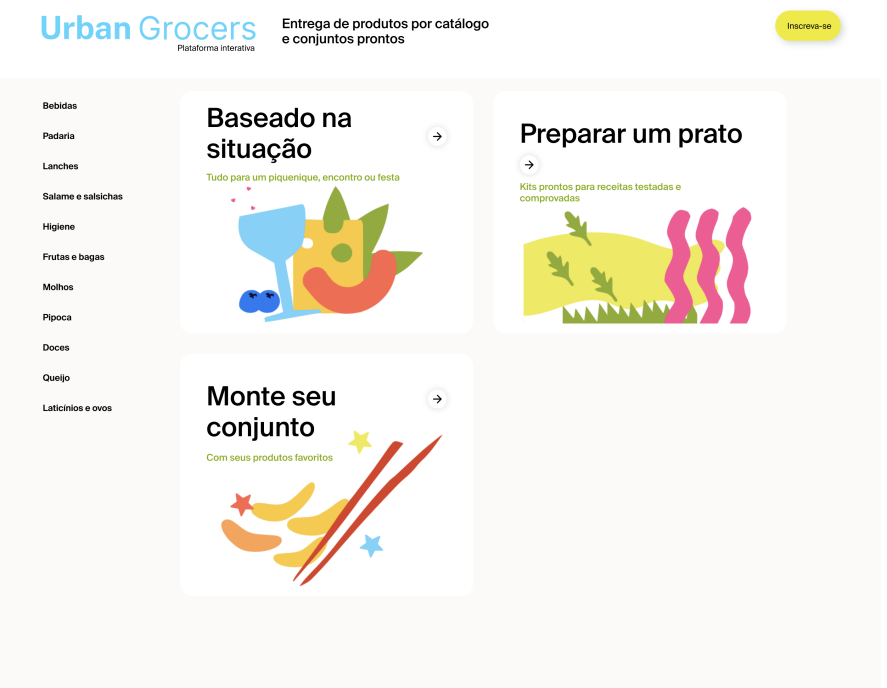 Urban Grocers
Plataforma interativa
Entrega de produtos por catálogo
e conjuntos prontos
Inscreva-se
Bebidas
Padaria
Lanches
Salame e salsichas
Higiene
Frutas e bagas
Molhos
Pipoca
Doces
Queijo
Laticínios e ovos
Baseado na
situação
Tudo para um piquenique, encontro ou festa
Preparar um prato
Kits prontos para receitas testadas e
comprovadas
Monte seu
conjunto
Com seus produtos favoritos